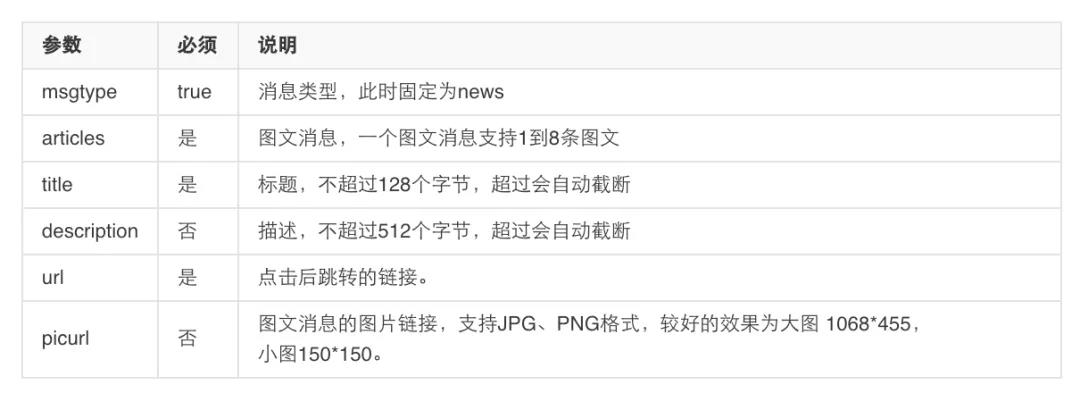 参数 必须 说明
msgtype true 消息类型，此时固定为news
articles 是 图文消息，一个图文消息支持1到8条图文
title 是 标题，不超过128个字节，超过会自动截断
description 否 描述，不超过512个字节，超过会自动截断
url 是 点击后跳转的链接。
picurl 否 图文消息的图片链接，支持JPG、PNG格式，较好的效果为大图 1068*455，
小图150*150。